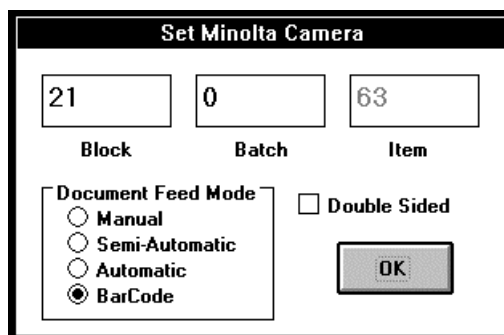 Set Minolta Camera
21 0 63
Block Batch Item
Document Feed Mode
Manual
Double Sided
Semi-Automatic
Automatic
OK
BarCode